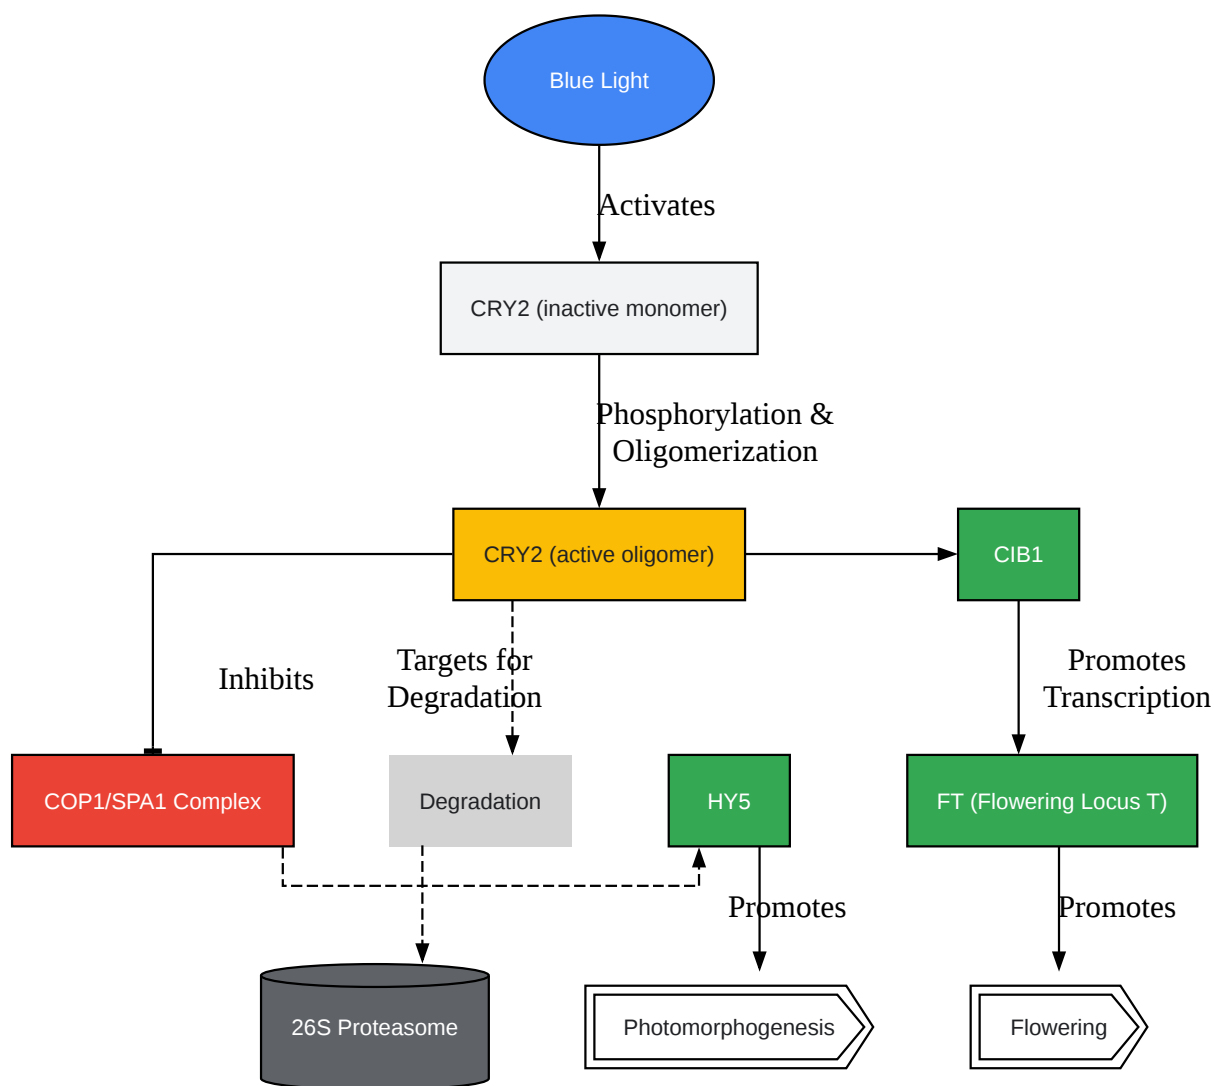 Blue Light
Activates
CRY2 (inactive monomer)
Phosphorylation &
Oligomerization
CRY2 (active oligomer)
CIB1
Inhibits
Targets for
Degradation
Promotes
Transcription
COP1/SPA1 Complex
Degradation
HY5
FT (Flowering Locus T)
Promotes
Promotes
26S Proteasome
Photomorphogenesis
Flowering